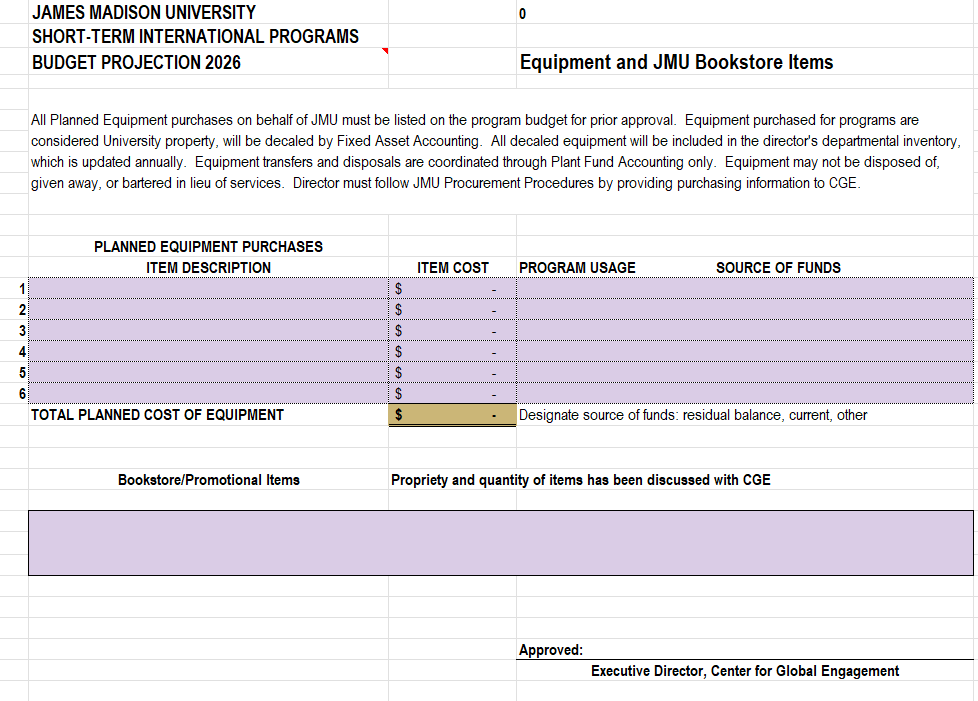 JAMES MADISON UNIVERSITY 0
SHORT-TERM INTERNATIONAL PROGRAMS
BUDGET PROJECTION 2026 Equipment and JMU Bookstore Items
All Planned Equipment purchases on behalf of JMU must be listed on the program budget for prior approval.  Equipment purchased for programs are
considered University property, will be decaled by Fixed Asset Accounting.  All decaled equipment will be included in the director's departmental inventory,
which is updated annually.  Equipment transfers and disposals are coordinated through Plant Fund Accounting only.  Equipment may not be disposed of,
given away, or bartered in lieu of services.  Director must follow JMU Procurement Procedures by providing purchasing information to CGE.
PLANNED EQUIPMENT PURCHASES
ITEM DESCRIPTION ITEM COST PROGRAM USAGE SOURCE OF FUNDS
1 $ -
2 $ -
3 $ -
4 $ -
5 $ -
6 $ -
TOTAL PLANNED COST OF EQUIPMENT $ - Designate source of funds: residual balance, current, other
Bookstore/Promotional Items Propriety and quantity of items has been discussed with CGE
Approved:
Executive Director, Center for Global Engagement